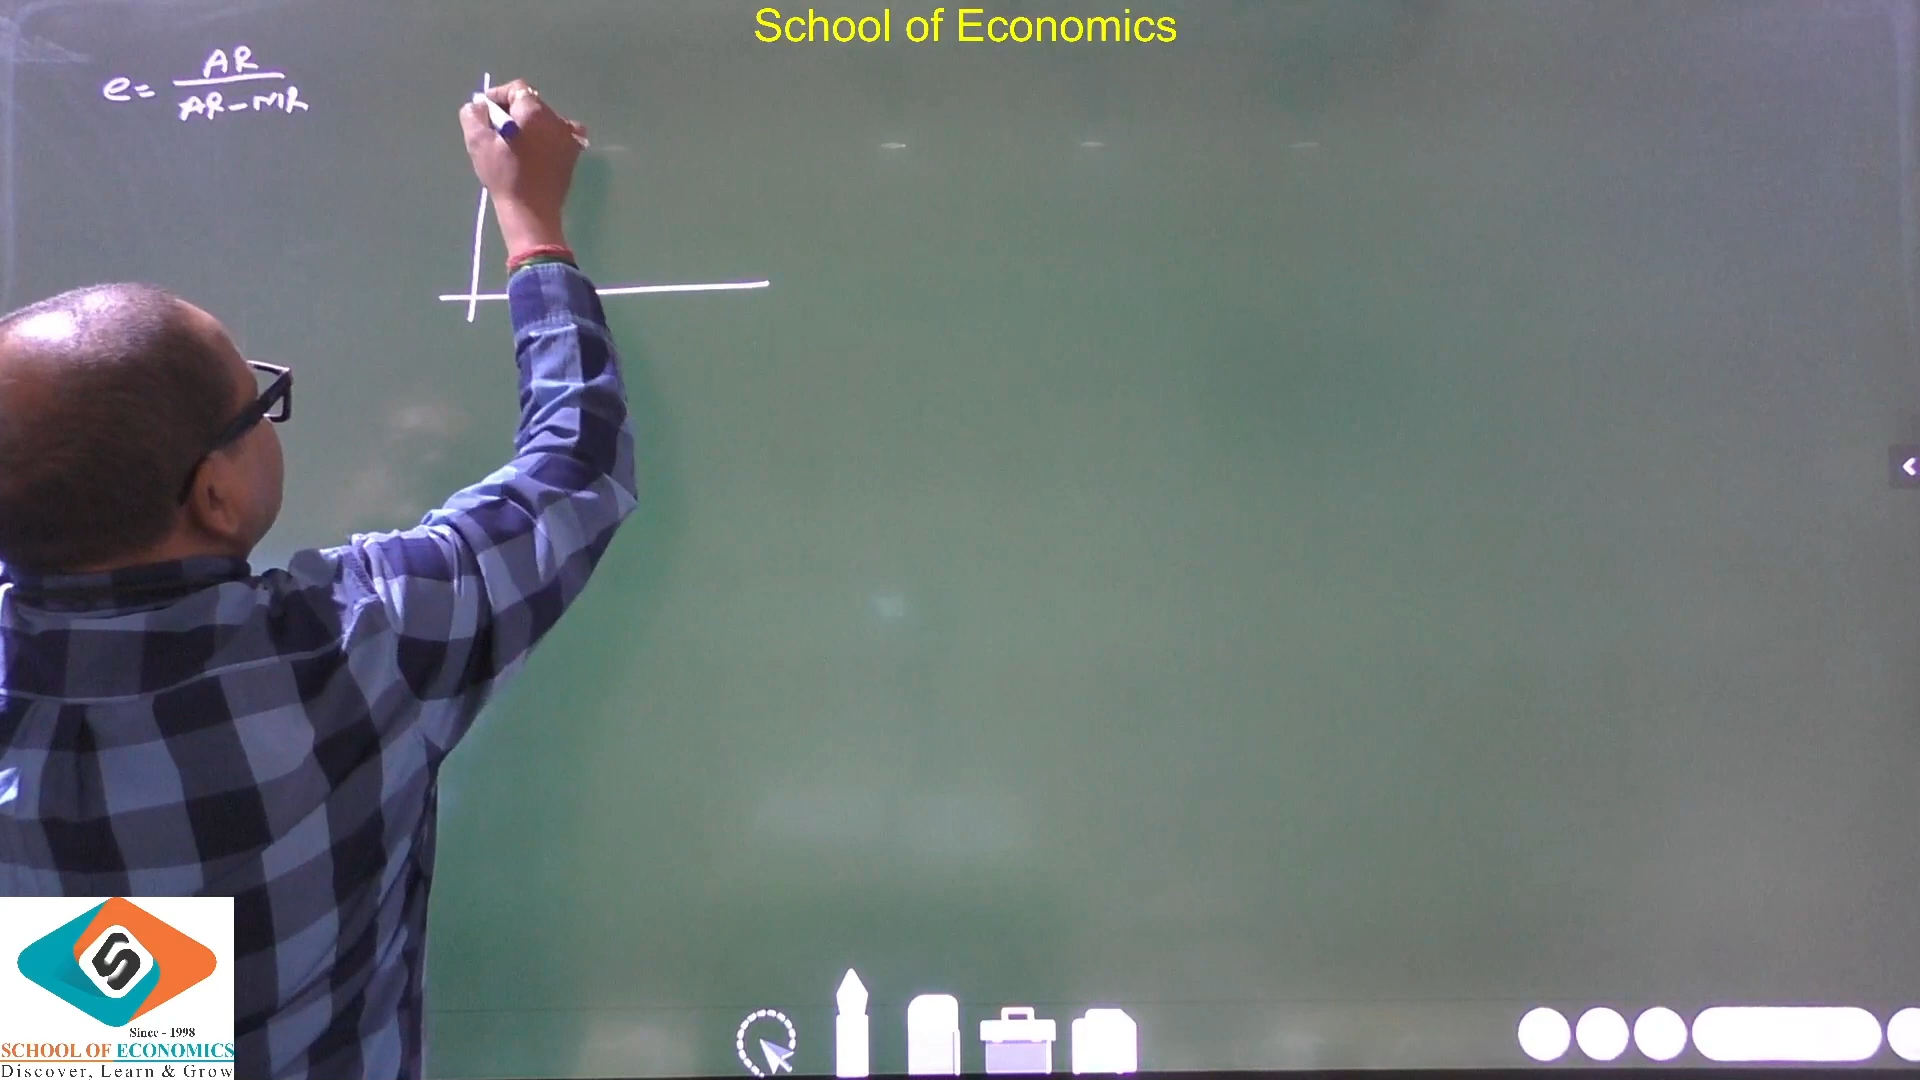 School of Economics
e = AR / AR - MR
Since - 1998
SCHOOL OF ECONOMICS
Discover, Learn & Grow